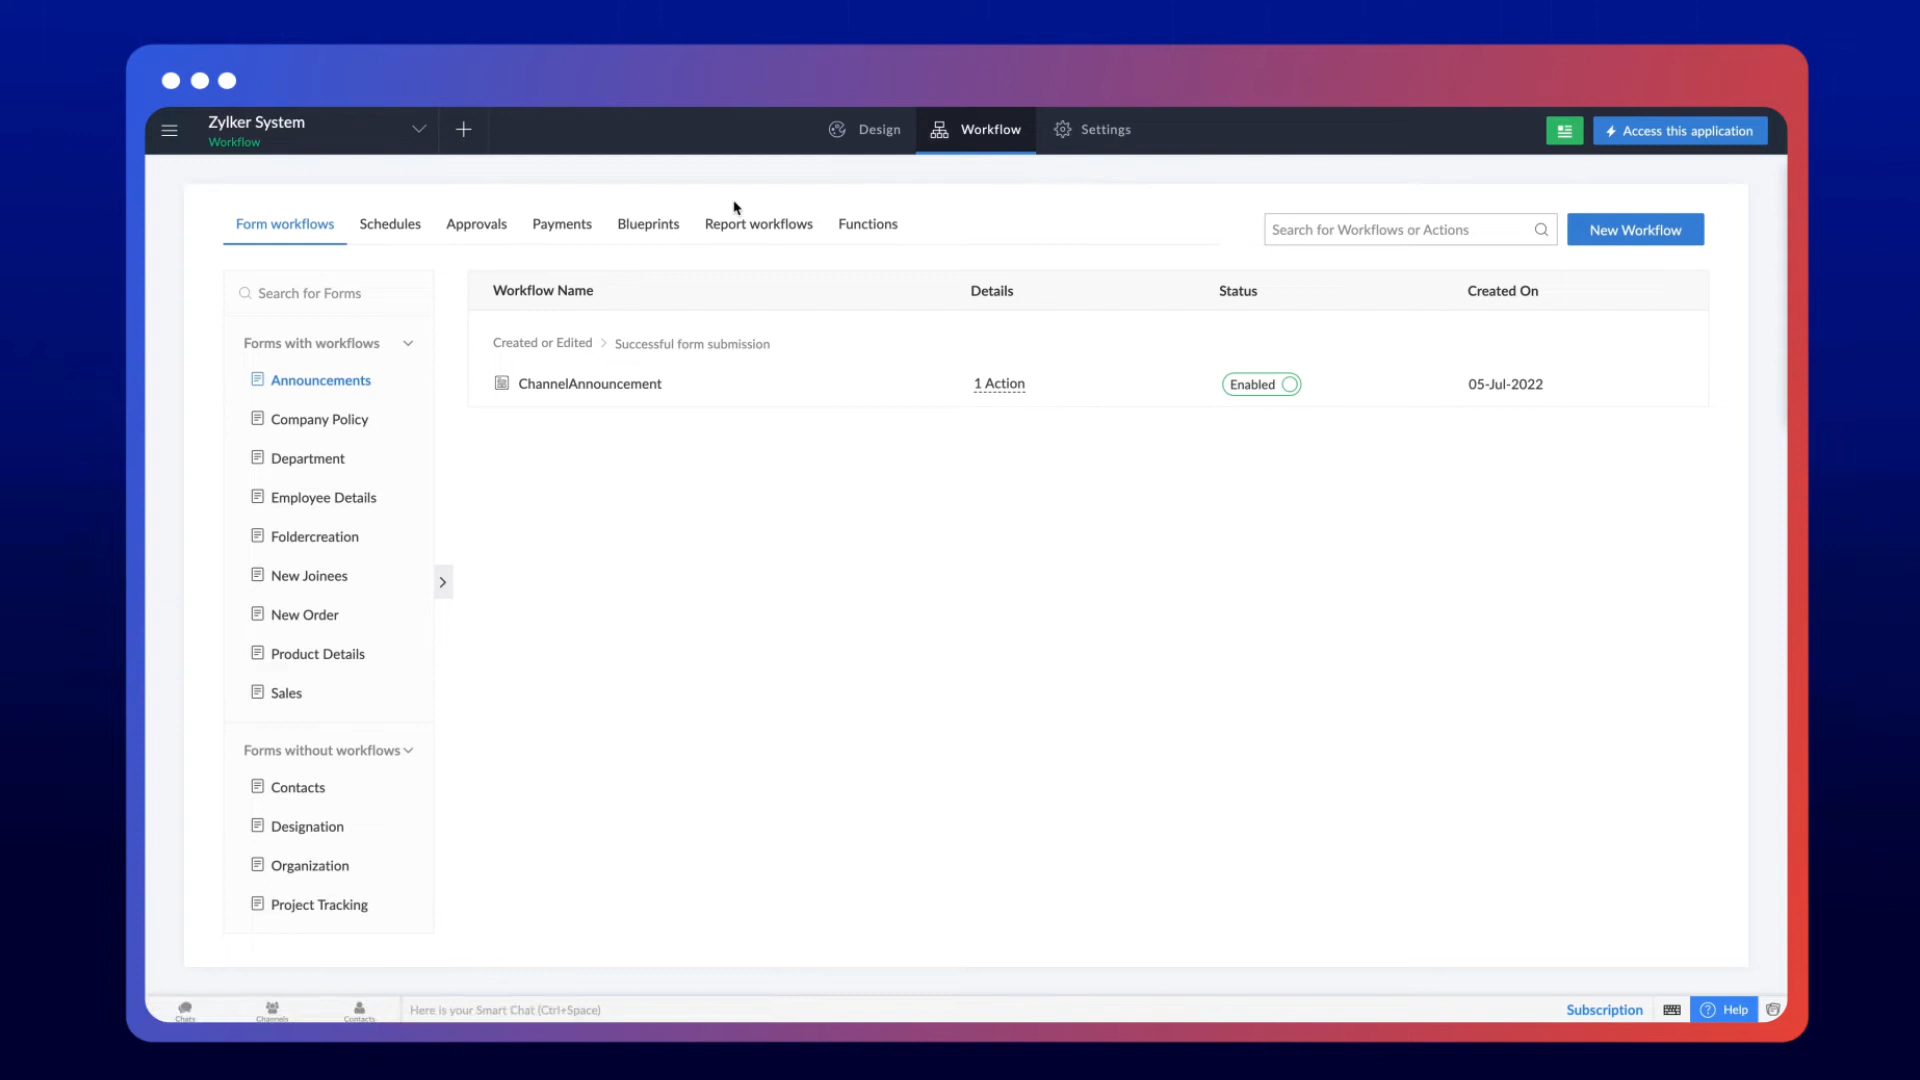 Zylker System
Workflow
Design
Workflow
Settings
Access this application
Form workflows
Schedules
Approvals
Payments
Blueprints
Report workflows
Functions
Search for Workflows or Actions
New Workflow
Search for Forms
Forms with workflows
Announcements
Company Policy
Department
Employee Details
Foldercreation
New Joinees
New Order
Product Details
Sales
Forms without workflows
Contacts
Designation
Organization
Project Tracking
Workflow Name
Details
Status
Created On
Created or Edited > Successful form submission
ChannelAnnouncement
1 Action
Enabled
05-Jul-2022
Chats
Channels
Contacts
Here is your Smart Chat (Ctrl+Space)
Subscription
Help